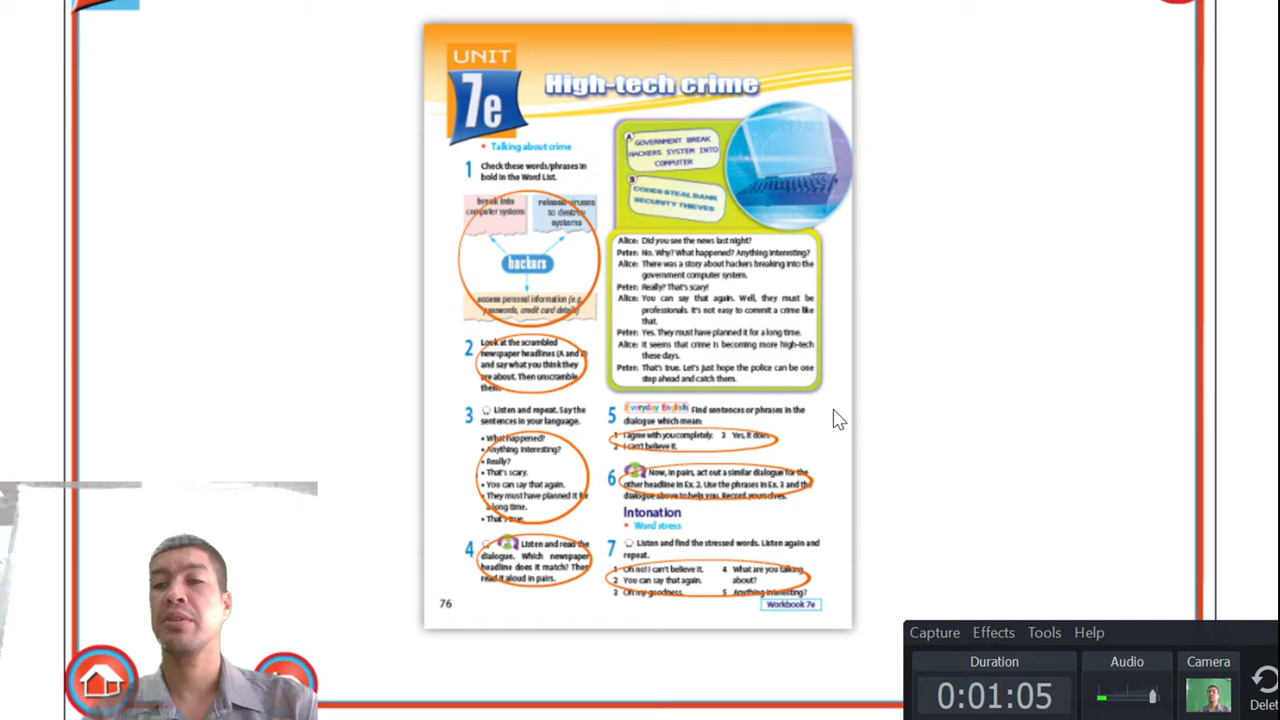 UNIT
7e
High-tech crime
• Talking about crime
1 Check these words/phrases in
bold in the Word List.
break into
computer systems
release viruses
to destroy
systems
hackers
access personal information (e.g.
passwords, credit card details)
2 Look at the scrambled
newspaper headlines (A and B)
and say what you think they
are about. Then unscramble
them.
3 Listen and repeat. Say the
sentences in your language.
• What happened?
• Anything interesting?
• Really?
• That's scary.
• You can say that again.
• They must have planned it for
a long time.
• That's true.
4 Listen and read the
dialogue. Which newspaper
headline does it match? Then
read it aloud in pairs.
76
A
GOVERNMENT BREAK
HACKERS SYSTEM INTO
COMPUTER
B
CODES STEAL BANK
SECURITY THIEVES
Alice: Did you see the news last night?
Peter: No. Why? What happened? Anything interesting?
Alice: There was a story about hackers breaking into the
government computer system.
Peter: Really? That's scary!
Alice: You can say that again. Well, they must be
professionals. It's not easy to commit a crime like
that.
Peter: Yes. They must have planned it for a long time.
Alice: It seems that crime is becoming more high-tech
these days.
Peter: That's true. Let's just hope the police can be one
step ahead and catch them.
5 Everyday English Find sentences or phrases in the
dialogue which mean:
1 I agree with you completely. 3 Yes, it does.
2 I can't believe it.
6 Now, in pairs, act out a similar dialogue for the
other headline in Ex. 2. Use the phrases in Ex. 3 and the
dialogue above to help you. Record yourselves.
Intonation
• Word stress
7 Listen and find the stressed words. Listen again and
repeat.
1 Oh no! I can't believe it. 4 What are you talking
2 You can say that again. about?
3 Oh my goodness. 5 Anything interesting?
Workbook 7e
Capture Effects Tools Help
Duration Audio Camera
0:01:05
Delet